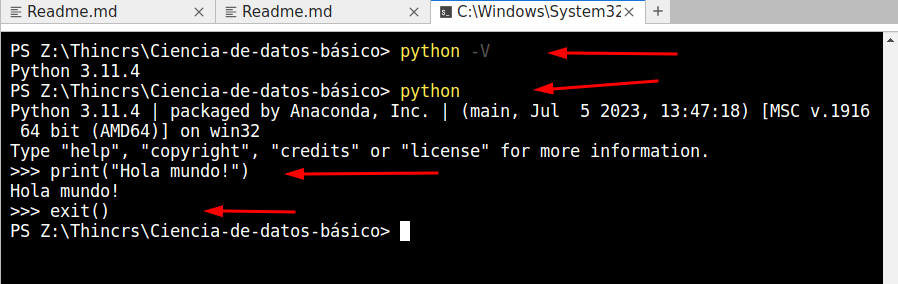 Readme.md
Readme.md
C:\Windows\System32
PS Z:\Thincrs\Ciencia-de-datos-básico> python -V
Python 3.11.4
PS Z:\Thincrs\Ciencia-de-datos-básico> python
Python 3.11.4 | packaged by Anaconda, Inc. | (main, Jul  5 2023, 13:47:18) [MSC v.1916
 64 bit (AMD64)] on win32
Type "help", "copyright", "credits" or "license" for more information.
>>> print("Hola mundo!")
Hola mundo!
>>> exit()
PS Z:\Thincrs\Ciencia-de-datos-básico>